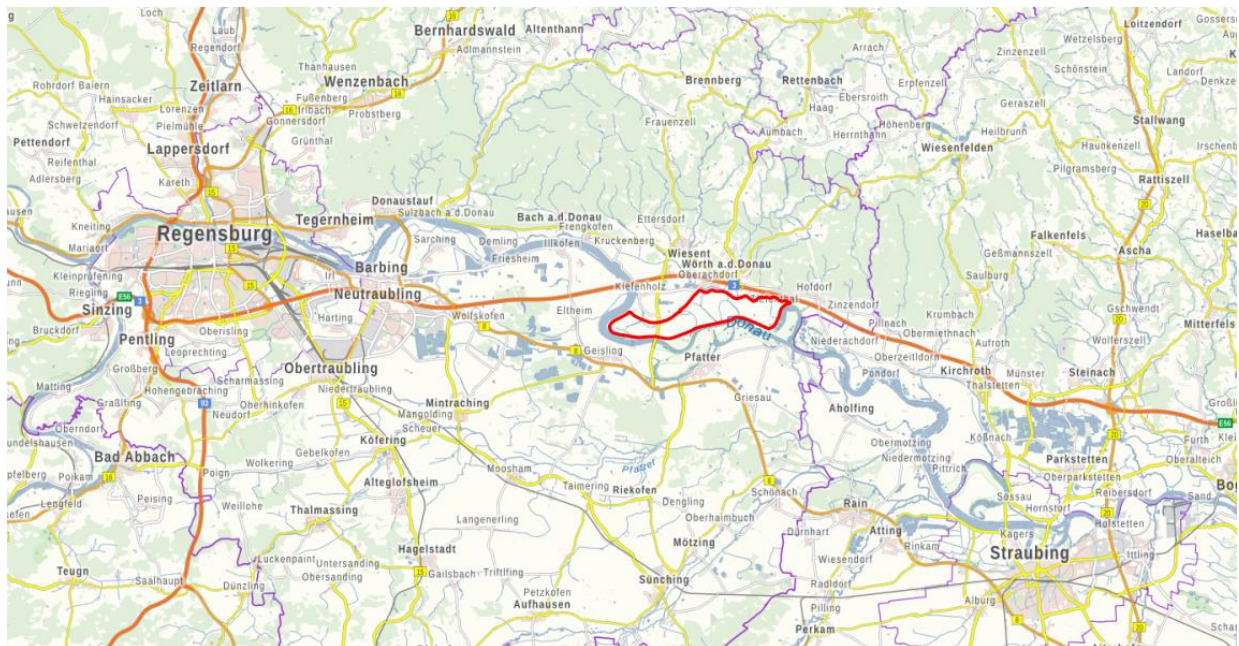 Loch
Laub
Regendorf
Bernhardswald
Altenthann
Adlmannstein
Arrach
Zinzenzell
Loitzendorf
Wetzelsberg
Schönstein
Gossersdorf
Landorf
Denkzell
Thanhausen
Wenzenbach
Brennberg
Rettenbach
Erpfenzell
Ebersroith
Haag
Rohrdorf Baiern
Zeitlarn
Hainsacker
Lorenzen
Schwetzendorf
Pielmühle
Fußenberg
Irlbach
Gonnersdorf
Probstberg
Grünthal
Frauenzell
Aumbach
Herrnthann
Höhenberg
Heilbrunn
Geraszell
Stallwang
Haunkenzell
Pilgramsberg
Rattiszell
Pettendorf
Reifenthal
Adlersberg
Lappersdorf
Kareth
Wiesenfelden
Donaustauf
Sulzbach a.d.Donau
Tegernheim
Bach a.d.Donau
Frengkofen
Ettersdorf
Falkenfels
Ascha
Haselbach
Kneiting
Mariaort
Regensburg
Sarching
Demling
Illkofen
Kruckenberg
Friesheim
Wiesent
Wörth a.d.Donau
Oberachdorf
Geßmannszell
Saulburg
Kleinprüfening
Riegling
Barbing
Irl
Kiefenholz
Tiefenthal
Hofdorf
Zinzendorf
Gschwendt
E56
3
Sinzing
Bruckdorf
Neutraubling
Harting
Oberisling
Wolfskofen
Eltheim
Geisling
Donau
Pfatter
Niederachdorf
Pillnach
Krumbach
Obermiethnach
Aufroth
Oberzeitldorn
Mitterfels
Wolferszell
Pentling
Leoprechting
Großberg
Hohengebraching
Obertraubling
Scharmassing
Niedertraubling
Pondorf
Kirchroth
Münster
Steinach
Thalstetten
Matting
Graßlfing
Oberndorf
Neudorf
Oberhinkofen
Mintraching
Mangolding
Scheuer
Griesau
Aholfing
Obermotzing
Niedermotzing
Kößnach
E56
Parkstetten
Furth
Oberalteich
Bad Abbach
Poign
Wolkering
Gebelkofen
Köfering
Poikam
Lengfeld
Peising
Weillohe
Alteglofsheim
Moosham
Taimering
Riekofen
Pfatter
Dengling
Schönach
Oberhaimbuch
Pittrich
Oberparkstetten
Reibersdorf
Sossau
Hornstorf
Sand
Thalmassing
Langenerling
Rain
Atting
Kagers
Hofstetten
Luckenpaint
Untersanding
Obersanding
Hagelstadt
Gailsbach
Triftlfing
Mötzing
Dürnhart
Wiesendorf
Rinkam
Straubing
Ittling
Teugn
Saalhaupt
Dünzling
Petzkofen
Aufhausen
Sünching
Radldorf
Pilling
Perkam
Alburg